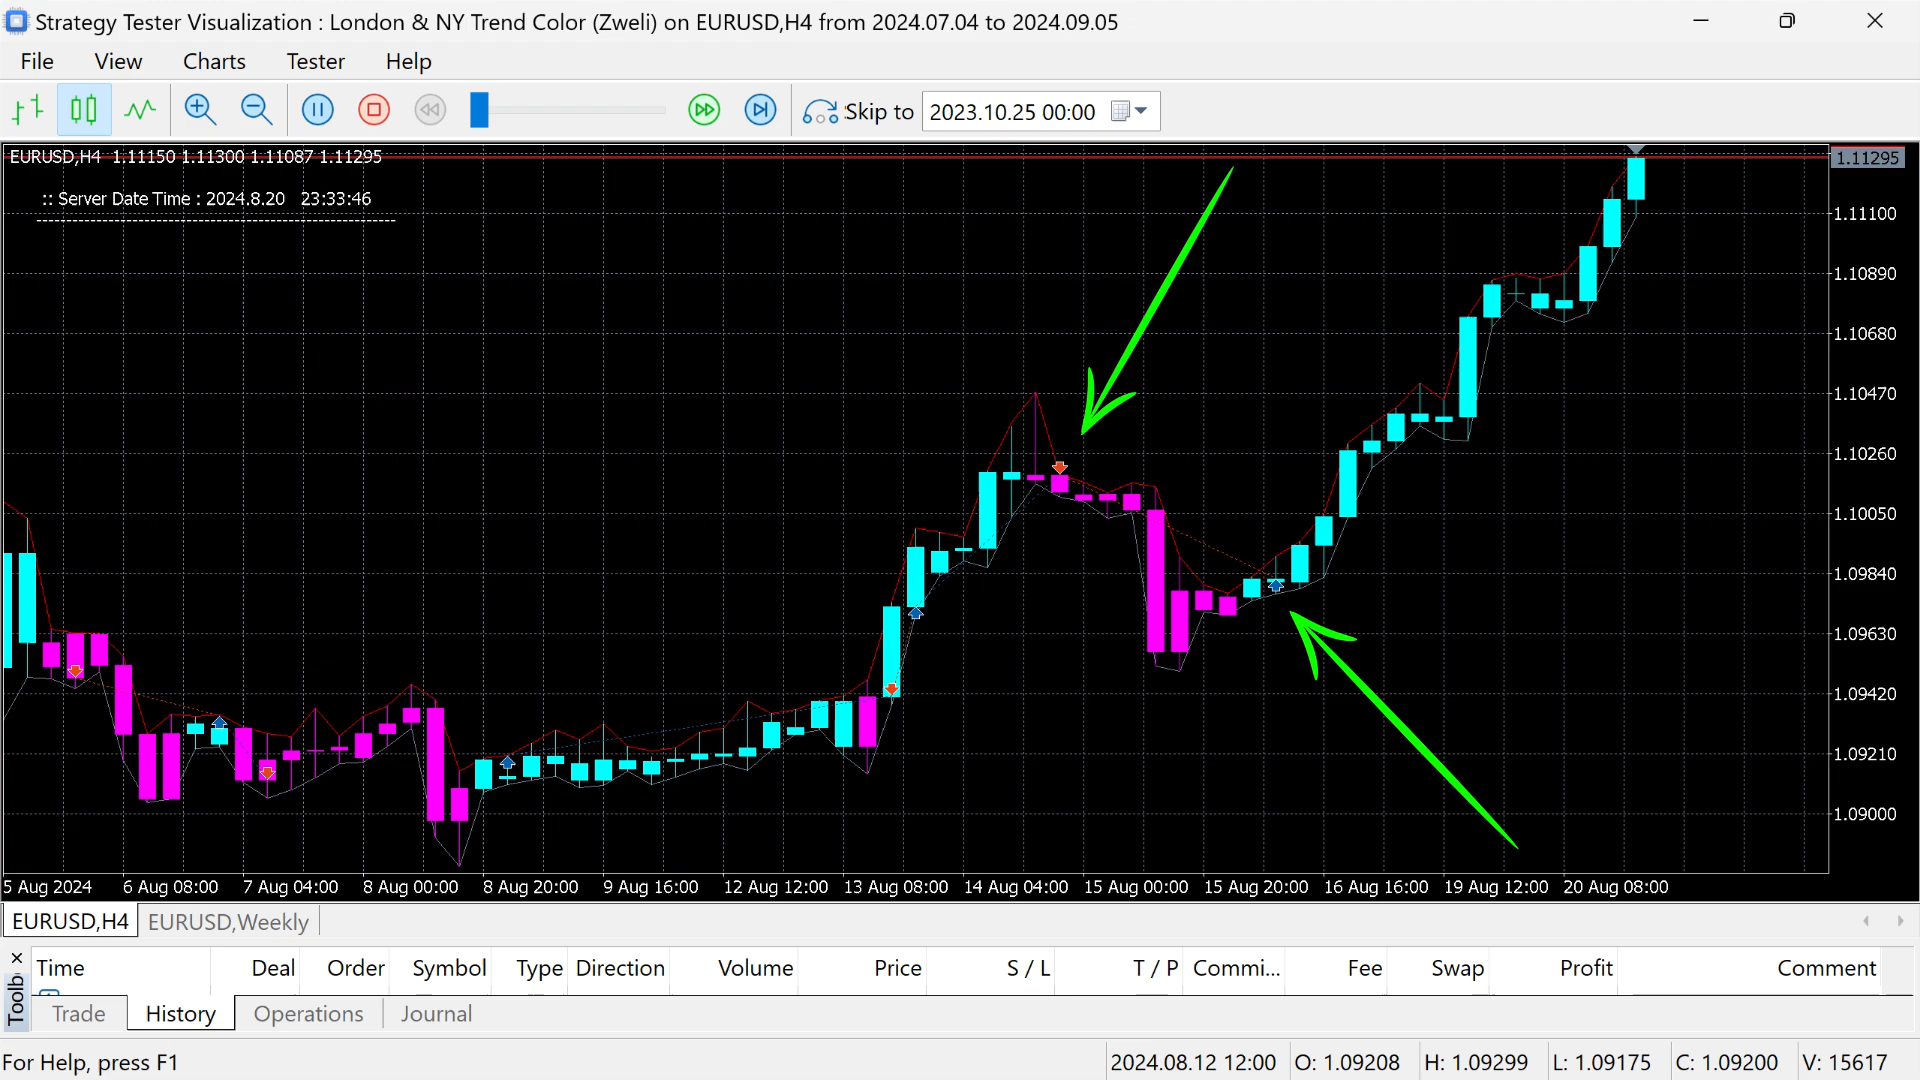 Strategy Tester Visualization : London & NY Trend Color (Zweli) on EURUSD,H4 from 2024.07.04 to 2024.09.05
File View Charts Tester Help
Skip to 2023.10.25 00:00
EURUSD,H4 1.11150 1.11300 1.11087 1.11295
:: Server Date Time : 2024.8.20 23:33:46
1.11295
1.11100
1.10890
1.10680
1.10470
1.10260
1.10050
1.09840
1.09630
1.09420
1.09210
1.09000
5 Aug 2024 6 Aug 08:00 7 Aug 04:00 8 Aug 00:00 8 Aug 20:00 9 Aug 16:00 12 Aug 12:00 13 Aug 08:00 14 Aug 04:00 15 Aug 00:00 15 Aug 20:00 16 Aug 16:00 19 Aug 12:00 20 Aug 08:00
EURUSD,H4 EURUSD,Weekly
Time Deal Order Symbol Type Direction Volume Price S / L T / P Commi... Fee Swap Profit Comment
Toolb
Trade History Operations Journal
For Help, press F1 2024.08.12 12:00 O: 1.09208 H: 1.09299 L: 1.09175 C: 1.09200 V: 15617